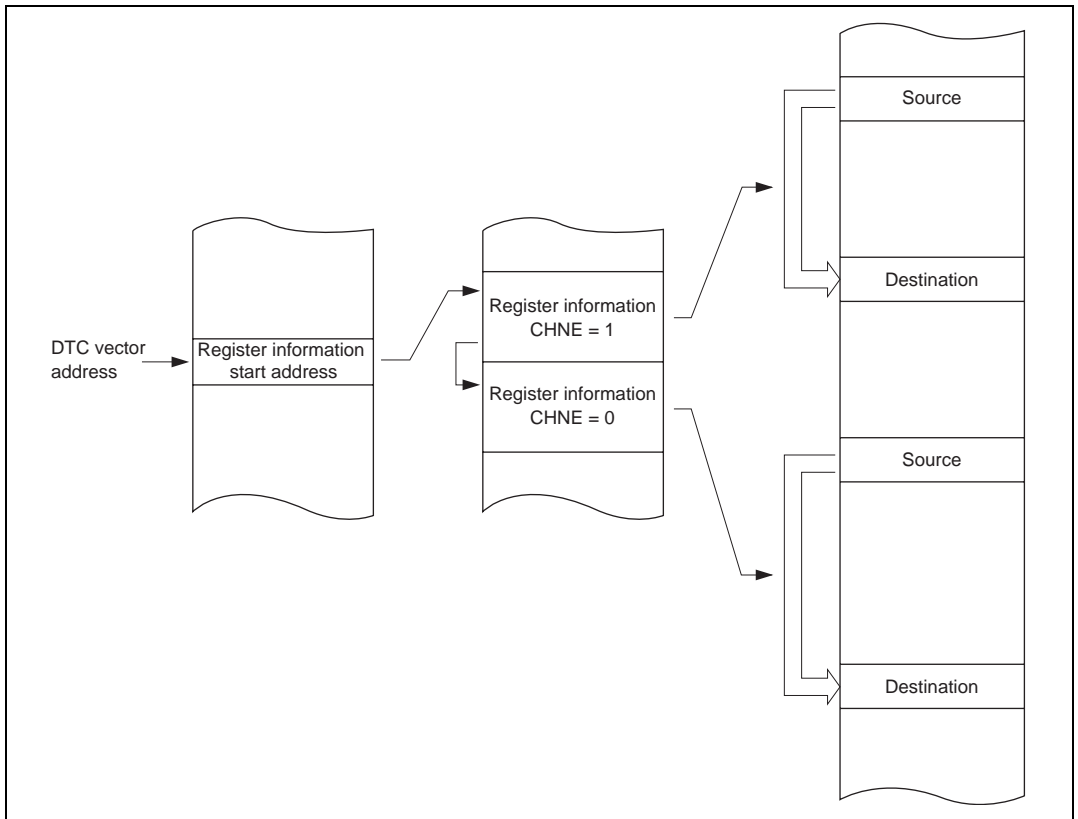 DTC vector
address
Register information
start address
Register information
CHNE = 1
Register information
CHNE = 0
Source
Destination
Source
Destination